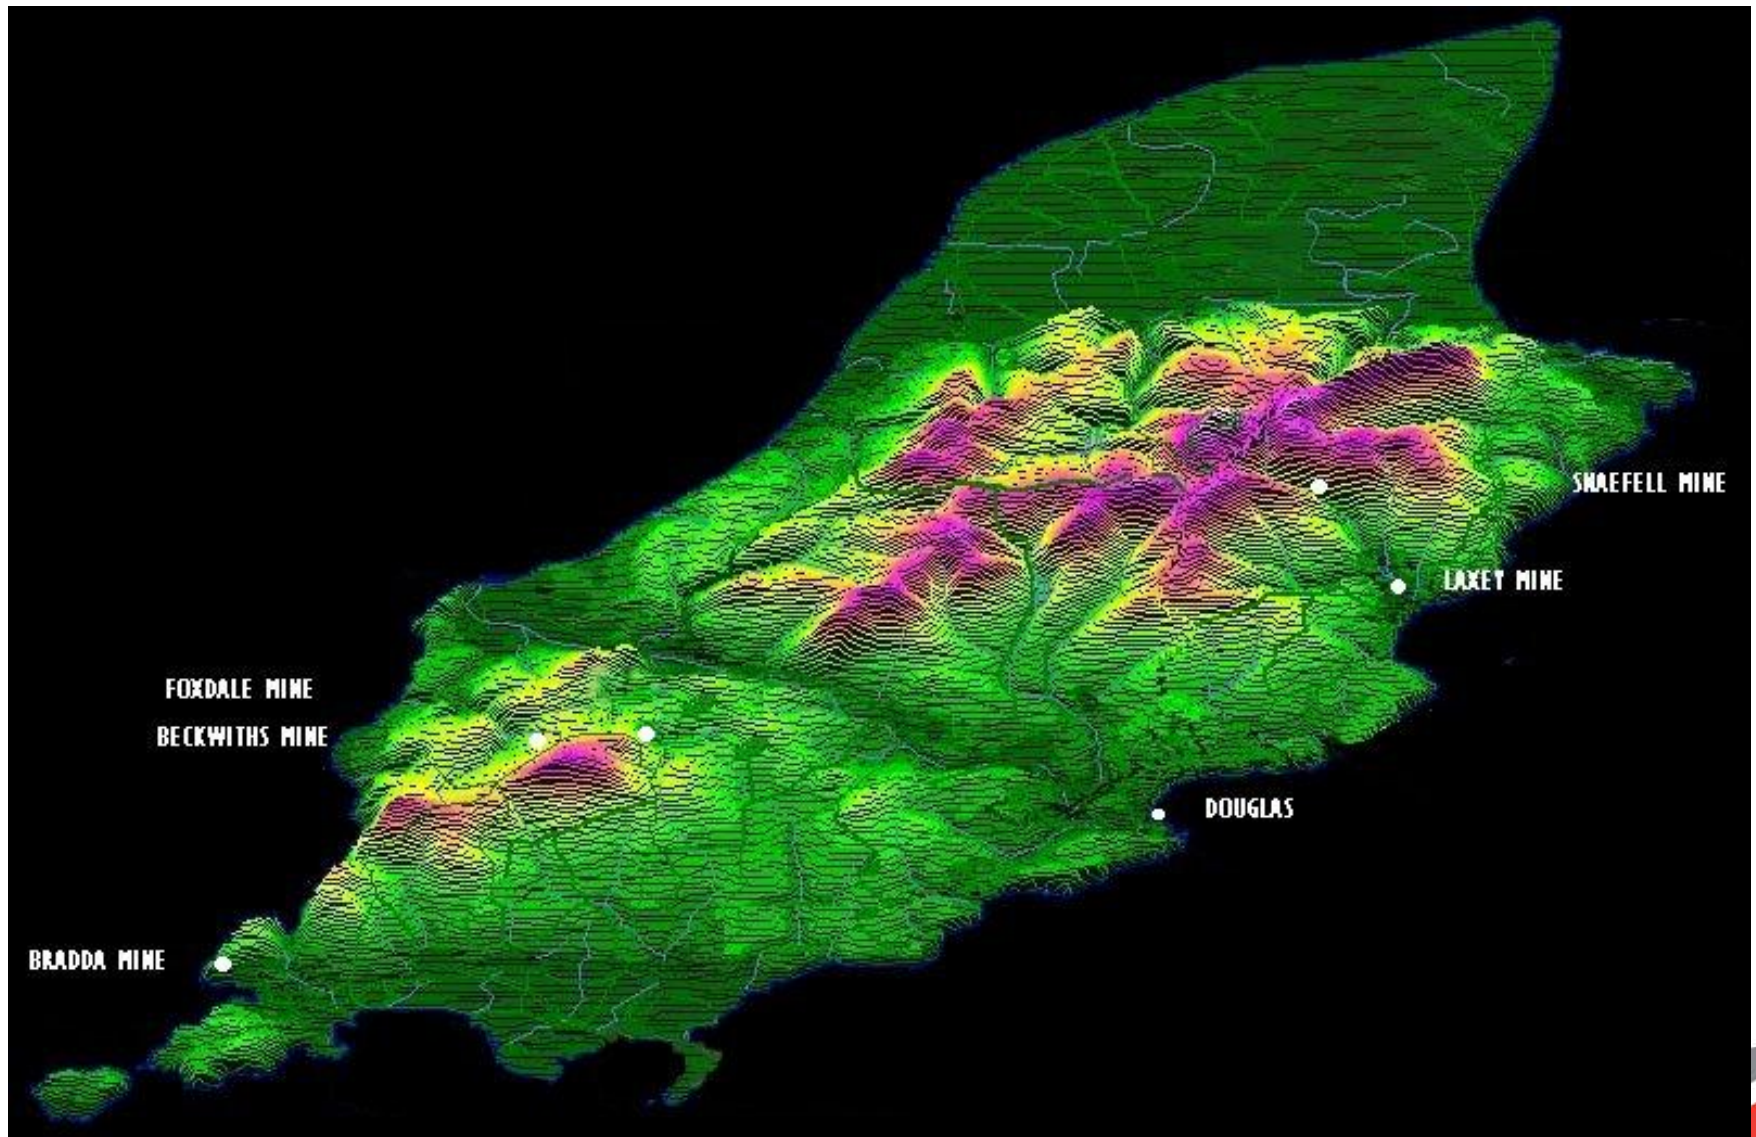 SNAEFELL MINE
LAXEY MINE
FOXDALE MINE
BECKWITHS MINE
DOUGLAS
BRADDA MINE